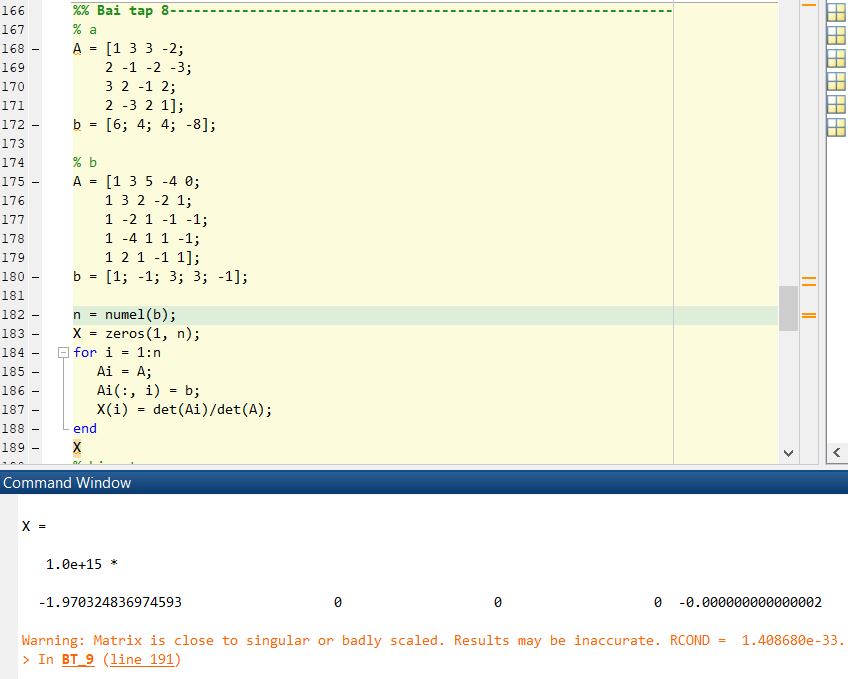 166 %% Bai tap 8---------------------------------------------------------------
167 % a
168 – A = [1 3 3 -2;
169 2 -1 -2 -3;
170 3 2 -1 2;
171 2 -3 2 1];
172 – b = [6; 4; 4; -8];
173
174 % b
175 – A = [1 3 5 -4 0;
176 1 3 2 -2 1;
177 1 -2 1 -1 -1;
178 1 -4 1 1 -1;
179 1 2 1 -1 1];
180 – b = [1; -1; 3; 3; -1];
181
182 – n = numel(b);
183 – X = zeros(1, n);
184 – for i = 1:n
185 – Ai = A;
186 – Ai(:, i) = b;
187 – X(i) = det(Ai)/det(A);
188 – end
189 – X
Command Window
X =
1.0e+15 *
-1.970324836974593 0 0 0 -0.000000000000002
Warning: Matrix is close to singular or badly scaled. Results may be inaccurate. RCOND = 1.408680e-33.
> In BT_9 (line 191)